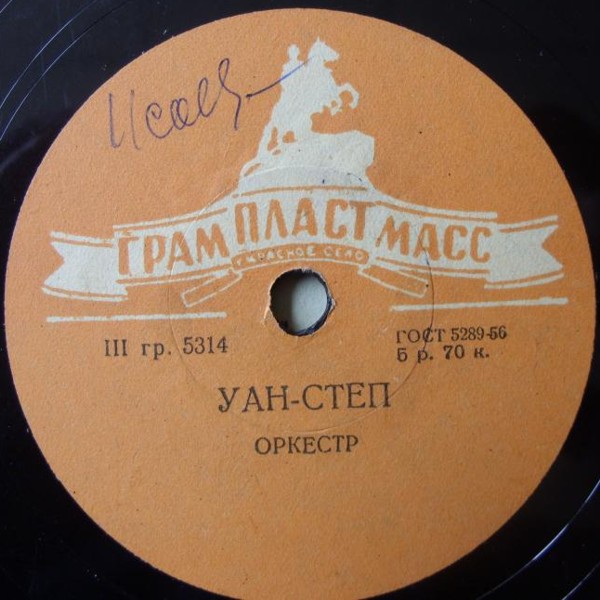 ГРАМПЛАСТМАСС
г. КРАСНОЕ СЕЛО
III гр. 5314
ГОСТ 5289-56
5 р. 70 к.
УАН-СТЕП
ОРКЕСТР